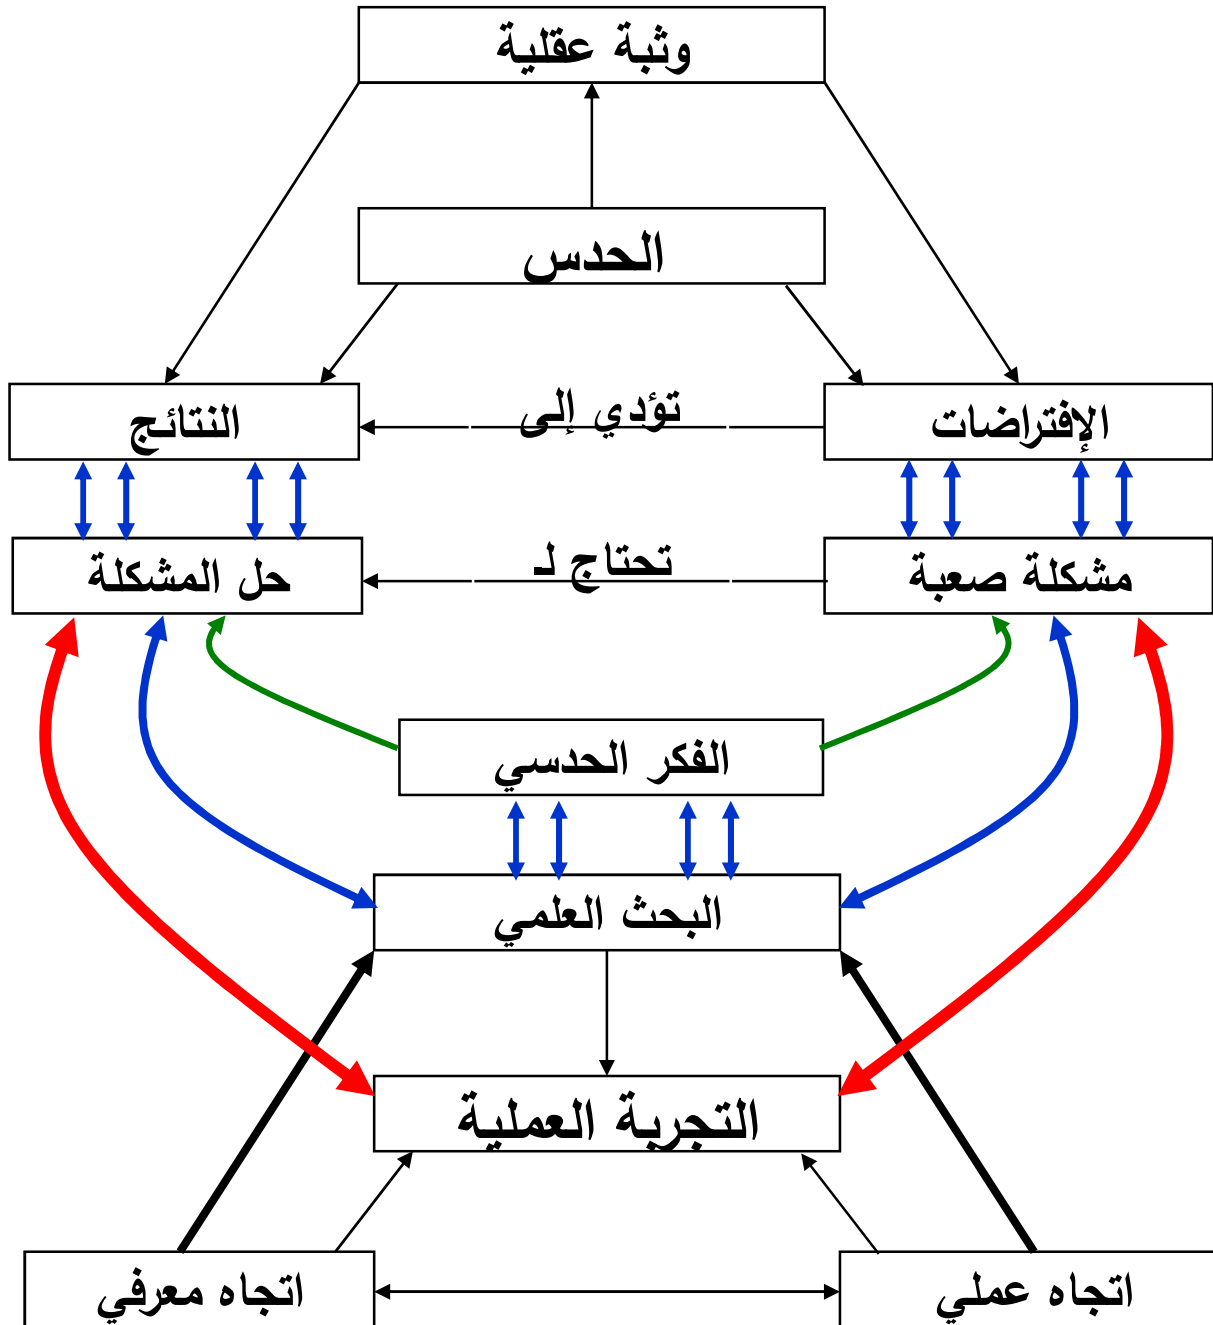 وثبة عقلية
الحدس
الإفتراضات
تؤدي إلى
النتائج
مشكلة صعبة
تحتاج لـ
حل المشكلة
الفكر الحدسي
البحث العلمي
التجربة العملية
اتجاه عملي
اتجاه معرفي